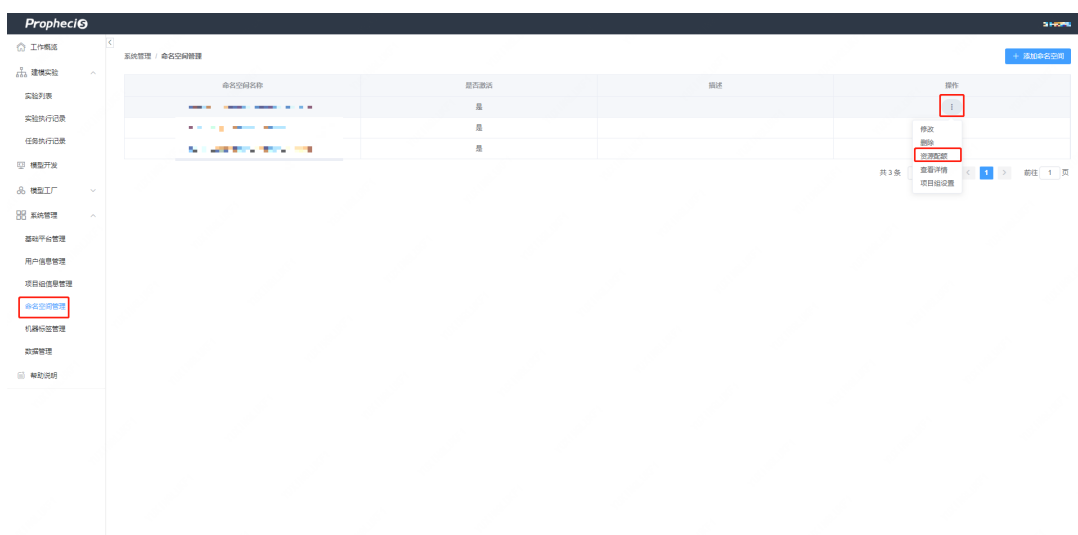 Prophecis
工作概览
建模实验
实验列表
实验执行记录
任务执行记录
模型开发
模型工厂
系统管理
基础平台管理
用户信息管理
项目组信息管理
命名空间管理
机器标签管理
数据管理
帮助说明
系统管理 / 命名空间管理
+ 添加命名空间
命名空间名称 是否激活 描述 操作
是
是
是
修改
删除
资源配额
查看详情
项目组设置
共 3 条 < 1 > 前往 1 页